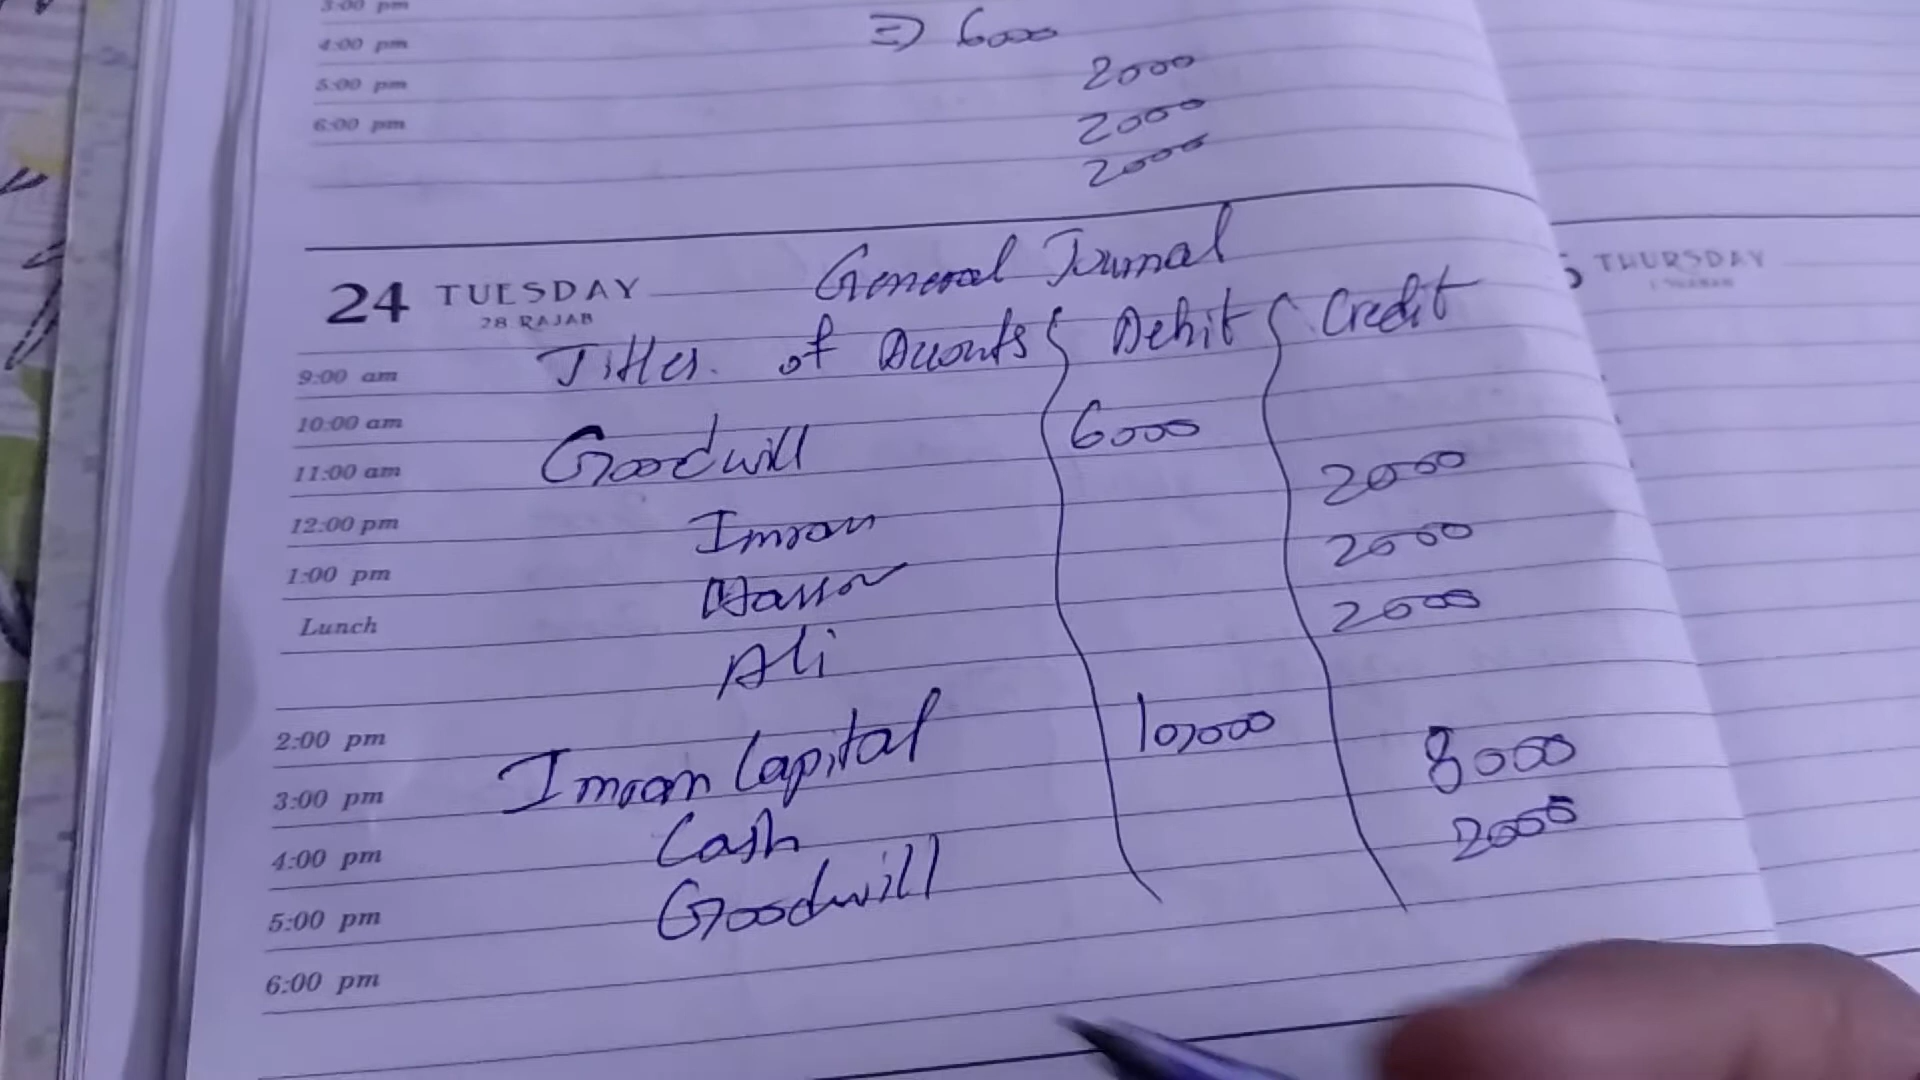 3:00 pm
4:00 pm => 6000
5:00 pm 2000
6:00 pm 2000
2000
24 TUESDAY General Journal
28 RAJAB
THURSDAY
9:00 am Titles. of Accounts Debit Credit
10:00 am
11:00 am Goodwill 6000
12:00 pm Imran 2000
1:00 pm Hassan 2000
Lunch Ali 2000
2:00 pm
3:00 pm Imran Capital 10,000
4:00 pm Cash 8000
5:00 pm Goodwill 2000
6:00 pm